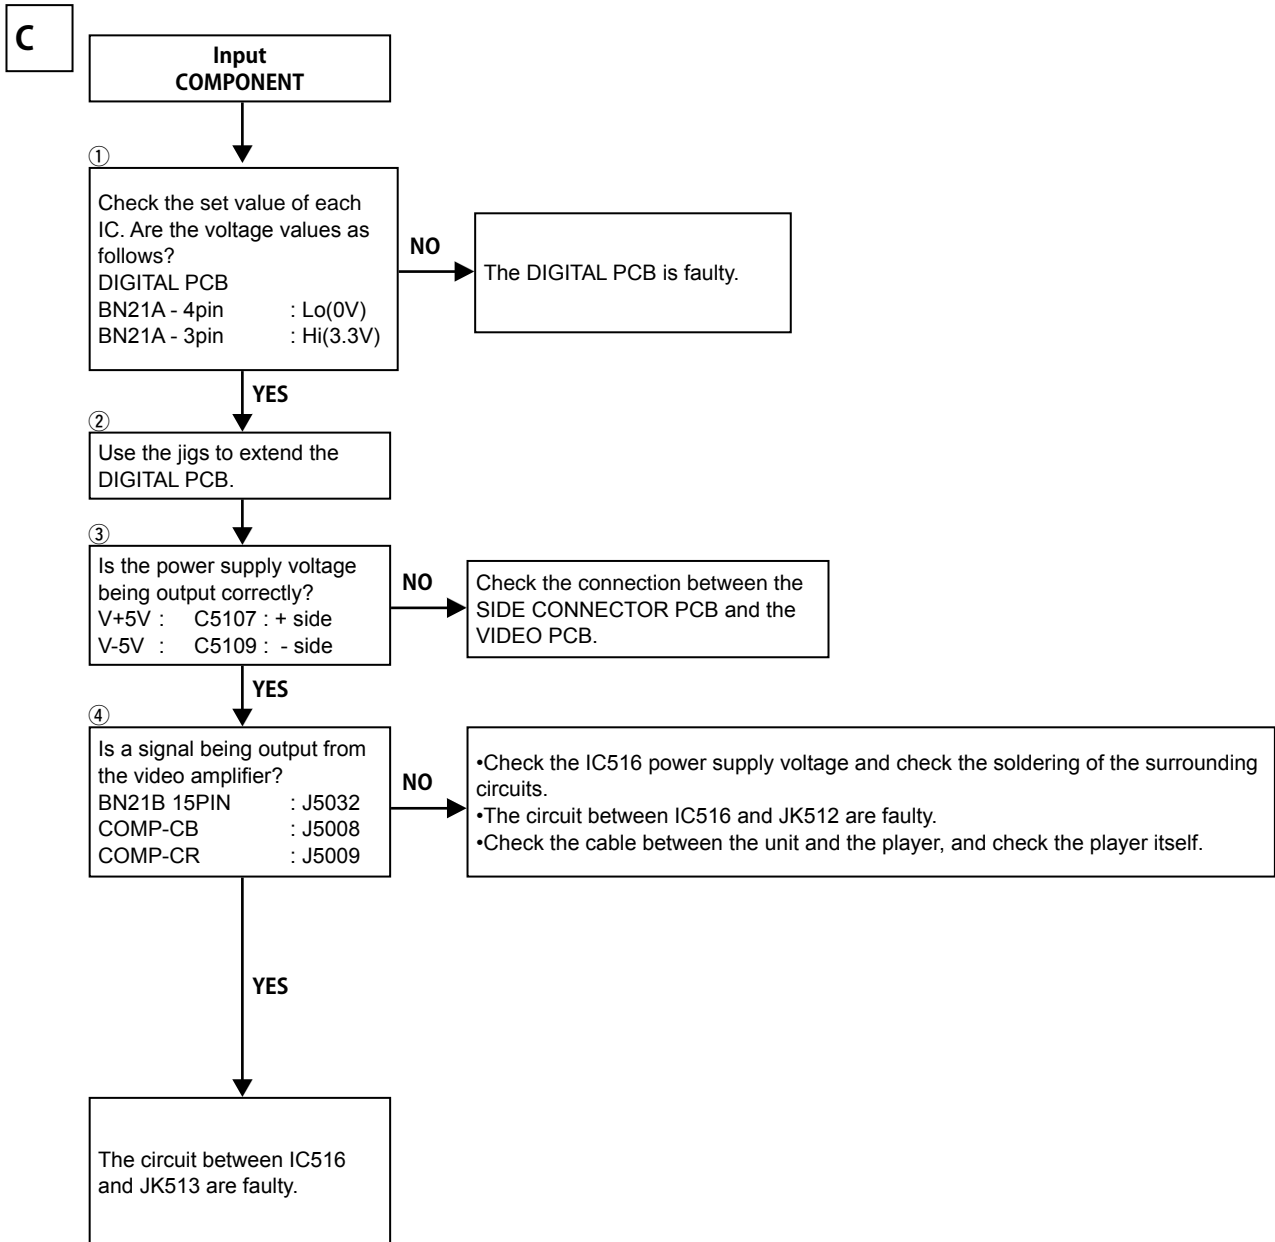 C
Input
COMPONENT
①
Check the set value of each
IC. Are the voltage values as
follows?
DIGITAL PCB
BN21A - 4pin : Lo(0V)
BN21A - 3pin : Hi(3.3V)
NO
The DIGITAL PCB is faulty.
YES
②
Use the jigs to extend the
DIGITAL PCB.
③
Is the power supply voltage
being output correctly?
V+5V : C5107 : + side
V-5V : C5109 : - side
NO
Check the connection between the
SIDE CONNECTOR PCB and the
VIDEO PCB.
YES
④
Is a signal being output from
the video amplifier?
BN21B 15PIN : J5032
COMP-CB : J5008
COMP-CR : J5009
NO
•Check the IC516 power supply voltage and check the soldering of the surrounding
circuits.
•The circuit between IC516 and JK512 are faulty.
•Check the cable between the unit and the player, and check the player itself.
YES
The circuit between IC516
and JK513 are faulty.